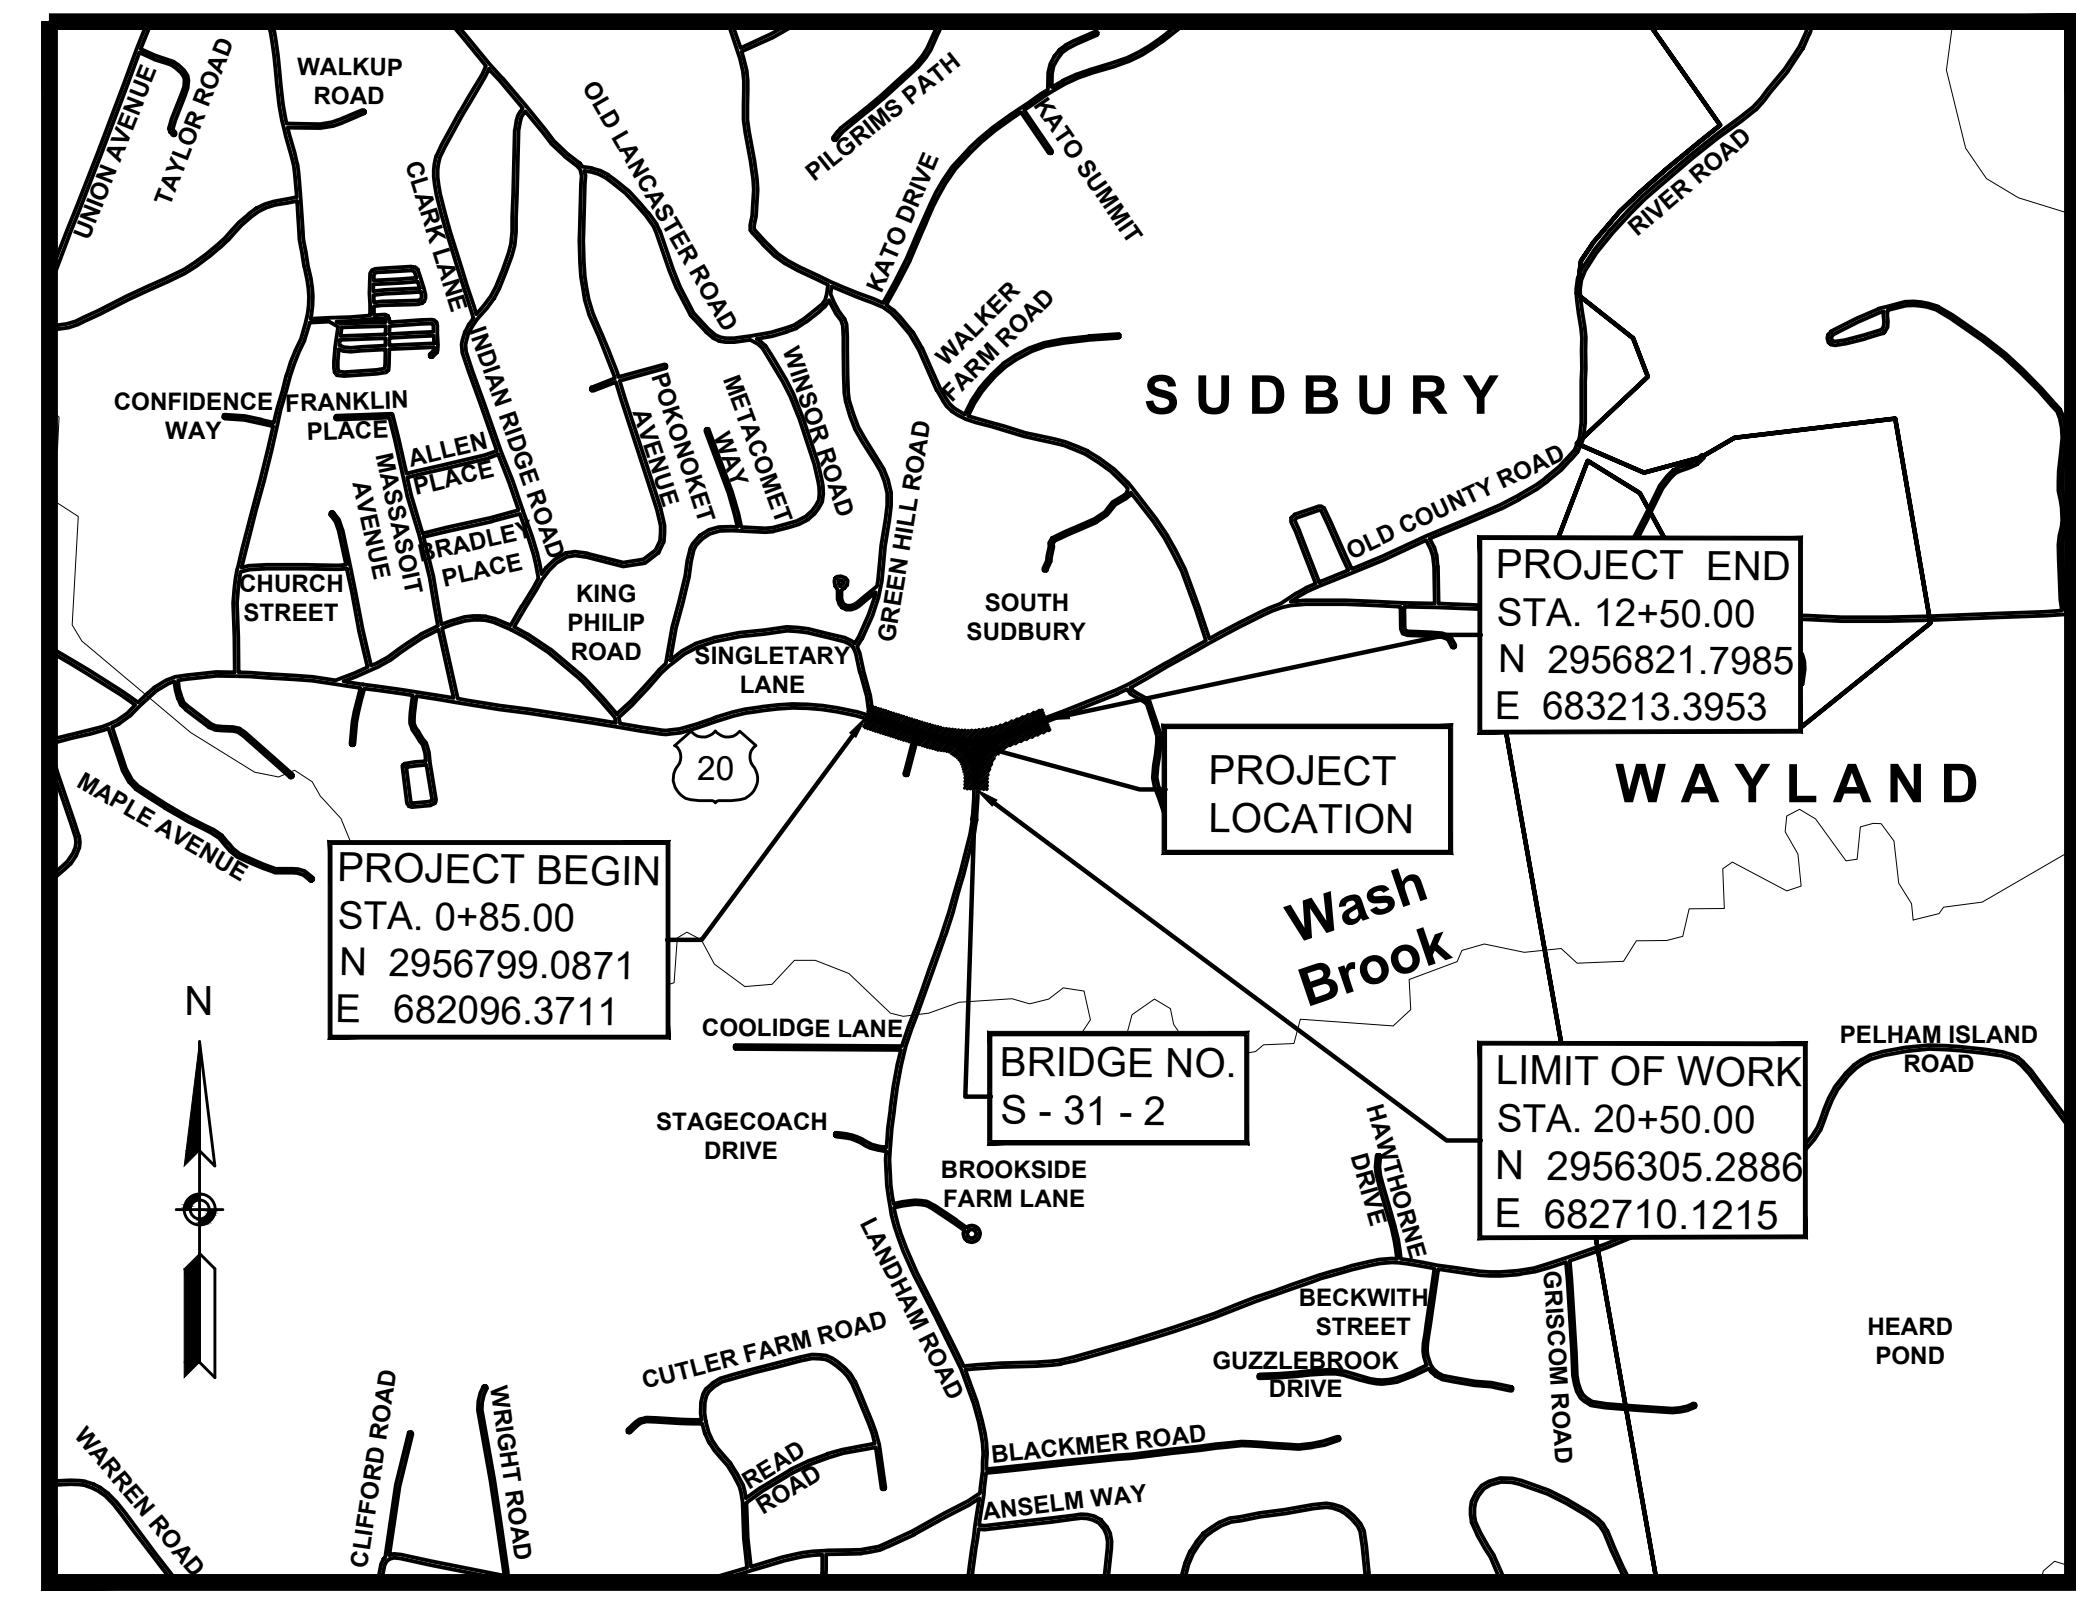 UNION AVENUE
TAYLOR ROAD
WALKUP
ROAD
CLARK LANE
OLD LANCASTER ROAD
PILGRIMS PATH
KATO DRIVE
KATO SUMMIT
RIVER ROAD
WALKER
FARM ROAD
SUDBURY
CONFIDENCE
WAY
FRANKLIN
PLACE
ALLEN
PLACE
MASSASOIT
AVENUE
BRADLEY
PLACE
INDIAN RIDGE ROAD
POKONOKET
AVENUE
METACOMET
WAY
WINSOR ROAD
GREEN HILL ROAD
OLD COUNTY ROAD
CHURCH
STREET
KING
PHILIP
ROAD
SOUTH
SUDBURY
SINGLETARY
LANE
PROJECT END
STA. 12+50.00
N 2956821.7985
E 683213.3953
20
PROJECT
LOCATION
WAYLAND
MAPLE AVENUE
PROJECT BEGIN
STA. 0+85.00
N 2956799.0871
E 682096.3711
Wash
Brook
N
COOLIDGE LANE
BRIDGE NO.
S - 31 - 2
LIMIT OF WORK
STA. 20+50.00
N 2956305.2886
E 682710.1215
PELHAM ISLAND
ROAD
STAGECOACH
DRIVE
BROOKSIDE
FARM LANE
HAWTHORNE
DRIVE
LANDHAM ROAD
BECKWITH
STREET
GUZZLEBROOK
DRIVE
GRISCOM ROAD
HEARD
POND
CUTLER FARM ROAD
READ
ROAD
BLACKMER ROAD
ANSELM WAY
CLIFFORD ROAD
WRIGHT ROAD
WARREN ROAD